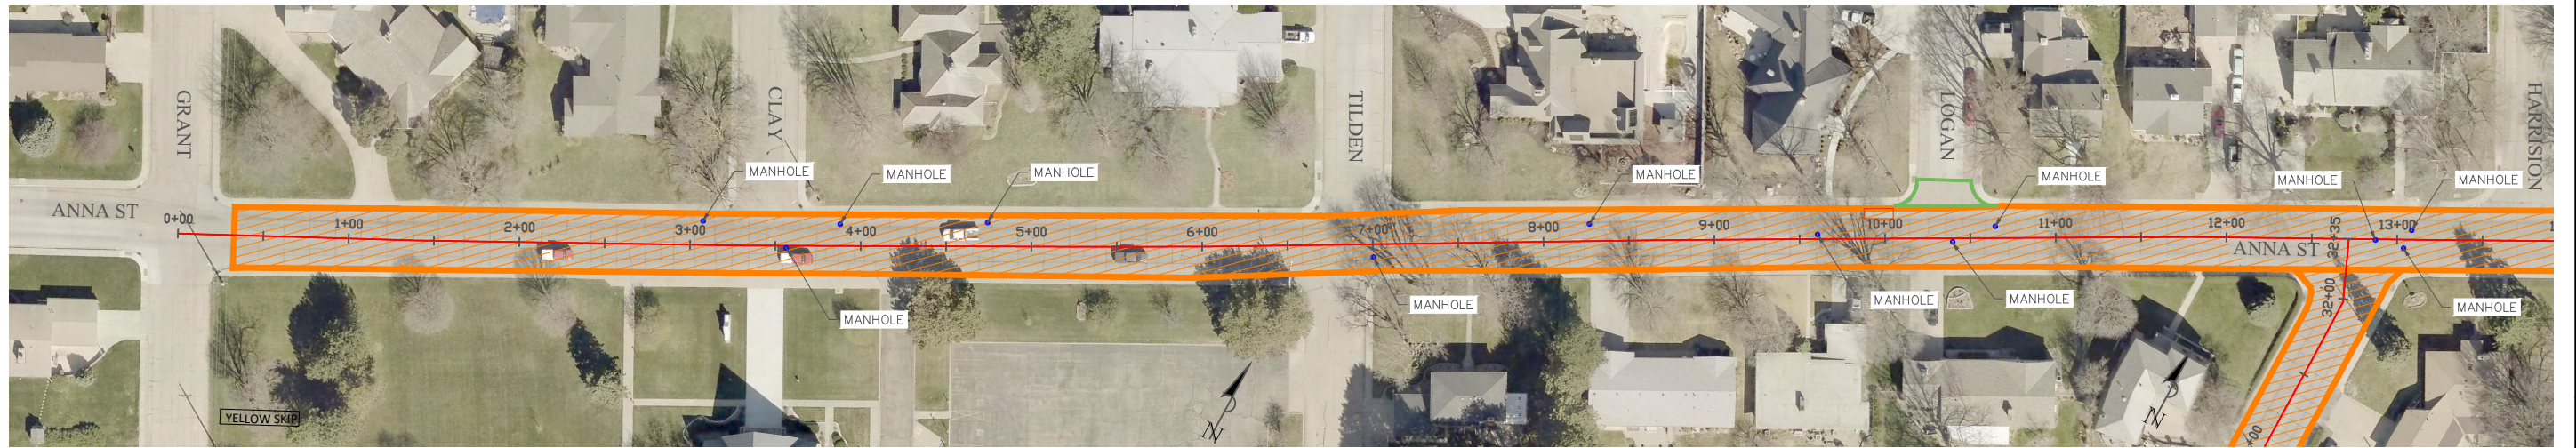 GRANT
CLAY
TILDEN
LOGAN
HARRISION
MANHOLE
MANHOLE
MANHOLE
MANHOLE
MANHOLE
MANHOLE
MANHOLE
ANNA ST
0+00
1+00
2+00
3+00
4+00
5+00
6+00
7+00
8+00
9+00
10+00
11+00
12+00
13+00
1
ANNA ST
32+35
32+00
MANHOLE
MANHOLE
MANHOLE
MANHOLE
MANHOLE
YELLOW SKIP
N
N
+00